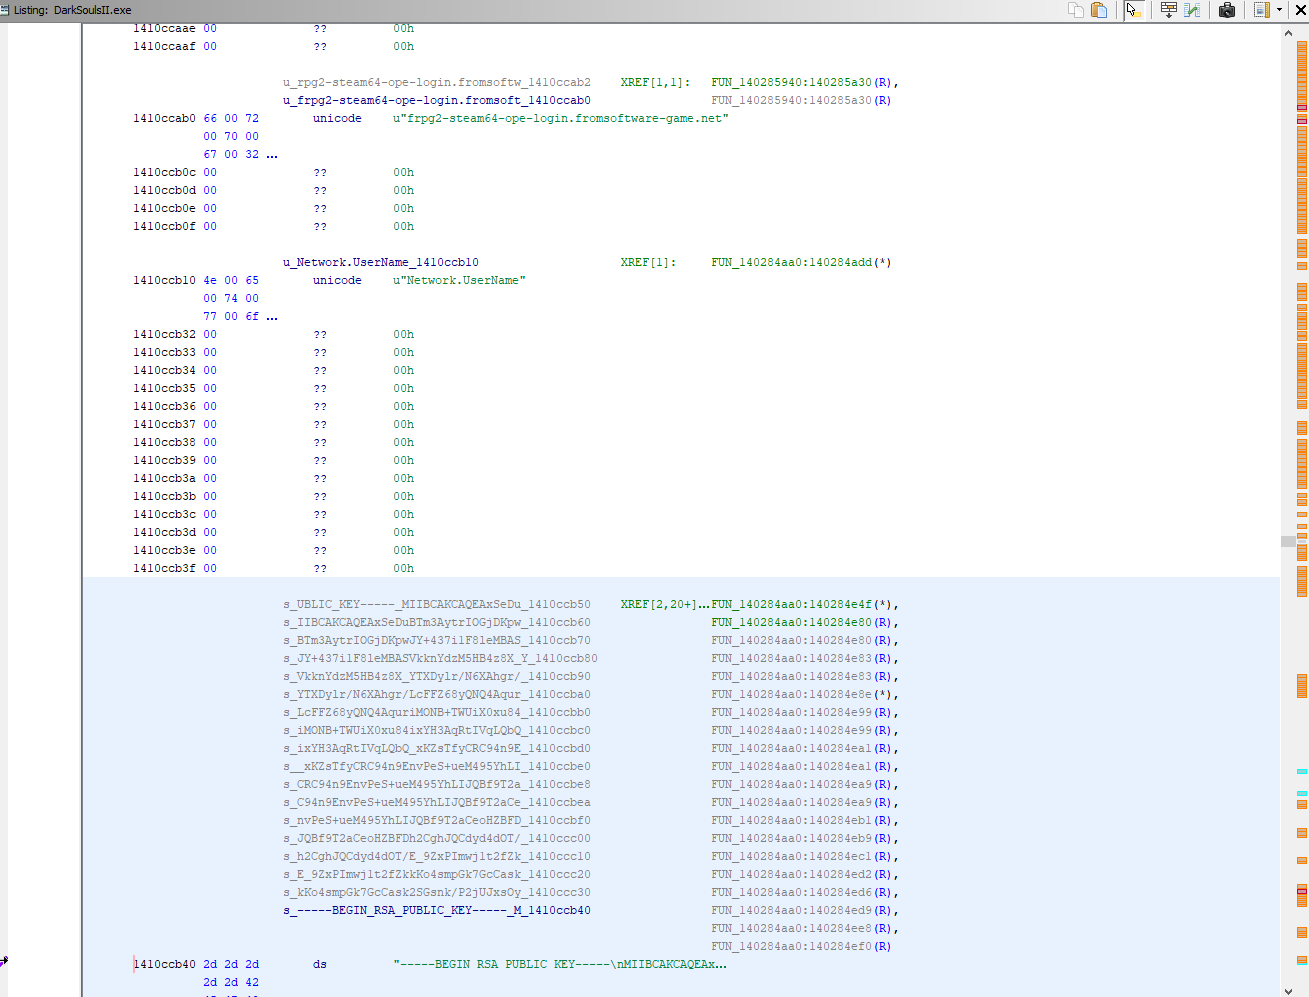 Listing: DarkSoulsII.exe
1410ccaae 00 ?? 00h
1410ccaaf 00 ?? 00h
u_rpg2-steam64-ope-login.fromsoftw_1410ccab2 XREF[1,1]: FUN_140285940:140285a30(R),
u_frpg2-steam64-ope-login.fromsoft_1410ccab0 FUN_140285940:140285a30(R)
1410ccab0 66 00 72 unicode u"frpg2-steam64-ope-login.fromsoftware-game.net"
00 70 00
67 00 32 ...
1410ccb0c 00 ?? 00h
1410ccb0d 00 ?? 00h
1410ccb0e 00 ?? 00h
1410ccb0f 00 ?? 00h
u_Network.UserName_1410ccb10 XREF[1]: FUN_140284aa0:140284add(*)
1410ccb10 4e 00 65 unicode u"Network.UserName"
00 74 00
77 00 6f ...
1410ccb32 00 ?? 00h
1410ccb33 00 ?? 00h
1410ccb34 00 ?? 00h
1410ccb35 00 ?? 00h
1410ccb36 00 ?? 00h
1410ccb37 00 ?? 00h
1410ccb38 00 ?? 00h
1410ccb39 00 ?? 00h
1410ccb3a 00 ?? 00h
1410ccb3b 00 ?? 00h
1410ccb3c 00 ?? 00h
1410ccb3d 00 ?? 00h
1410ccb3e 00 ?? 00h
1410ccb3f 00 ?? 00h
s_UBLIC_KEY-----_MIIBCAKCAQEAxSeDu_1410ccb50 XREF[2,20+]...FUN_140284aa0:140284e4f(*),
s_IIBCAKCAQEAxSeDuBTm3AytrIOGjDKpw_1410ccb60 FUN_140284aa0:140284e80(R),
s_BTm3AytrIOGjDKpwJY+437i1F8leMBAS_1410ccb70 FUN_140284aa0:140284e80(R),
s_JY+437i1F8leMBASVkknYdzM5HB4z8X_Y_1410ccb80 FUN_140284aa0:140284e83(R),
s_VkknYdzM5HB4z8X_YTXDylr/N6XAhgr/_1410ccb90 FUN_140284aa0:140284e83(R),
s_YTXDylr/N6XAhgr/LcFFZ68yQNQ4Aqur_1410ccba0 FUN_140284aa0:140284e8e(*),
s_LcFFZ68yQNQ4AquriMONB+TWUiX0xu84_1410ccbb0 FUN_140284aa0:140284e99(R),
s_iMONB+TWUiX0xu84ixYH3AqRtIVqLQbQ_1410ccbc0 FUN_140284aa0:140284e99(R),
s_ixYH3AqRtIVqLQbQ_xKZsTfyCRC94n9E_1410ccbd0 FUN_140284aa0:140284ea1(R),
s__xKZsTfyCRC94n9EnvPeS+ueM495YhLI_1410ccbe0 FUN_140284aa0:140284ea1(R),
s_CRC94n9EnvPeS+ueM495YhLIJQBf9T2a_1410ccbe8 FUN_140284aa0:140284ea9(R),
s_C94n9EnvPeS+ueM495YhLIJQBf9T2aCe_1410ccbea FUN_140284aa0:140284ea9(R),
s_nvPeS+ueM495YhLIJQBf9T2aCeoHZBFD_1410ccbf0 FUN_140284aa0:140284eb1(R),
s_JQBf9T2aCeoHZBFDh2CghJQCdyd4dOT/_1410ccc00 FUN_140284aa0:140284eb9(R),
s_h2CghJQCdyd4dOT/E_9ZxPImwj1t2fZk_1410ccc10 FUN_140284aa0:140284ec1(R),
s_E_9ZxPImwj1t2fZkkKo4smpGk7GcCask_1410ccc20 FUN_140284aa0:140284ed2(R),
s_kKo4smpGk7GcCask2SGsnk/P2jUJxsOy_1410ccc30 FUN_140284aa0:140284ed6(R),
s_-----BEGIN_RSA_PUBLIC_KEY-----_M_1410ccb40 FUN_140284aa0:140284ed9(R),
FUN_140284aa0:140284ee8(R),
FUN_140284aa0:140284ef0(R)
1410ccb40 2d 2d 2d ds "-----BEGIN RSA PUBLIC KEY-----\nMIIBCAKCAQEAx...
2d 2d 42